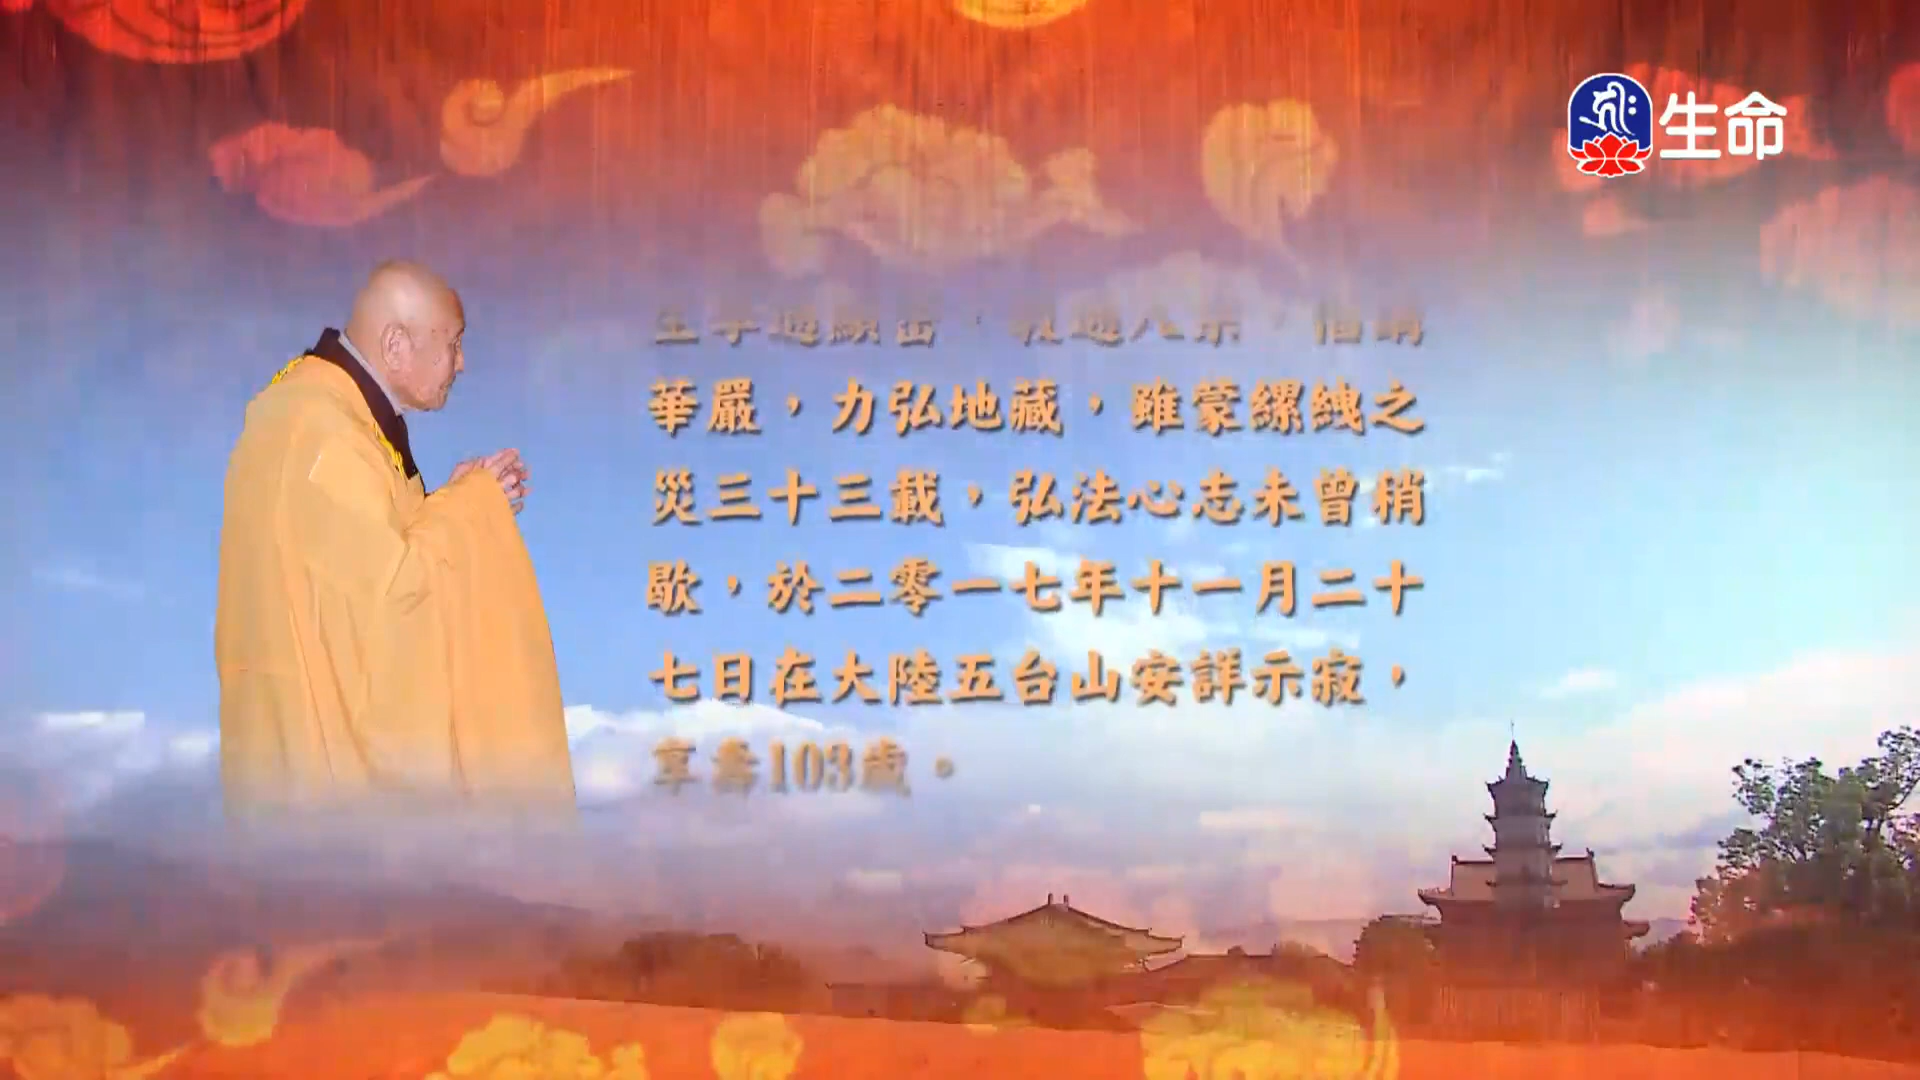 生命
華嚴，力弘地藏，雖蒙縲絏之
災三十三載，弘法心志未曾稍
歇，於二零一七年十一月二十
七日在大陸五台山安詳示寂，
享壽103歲。